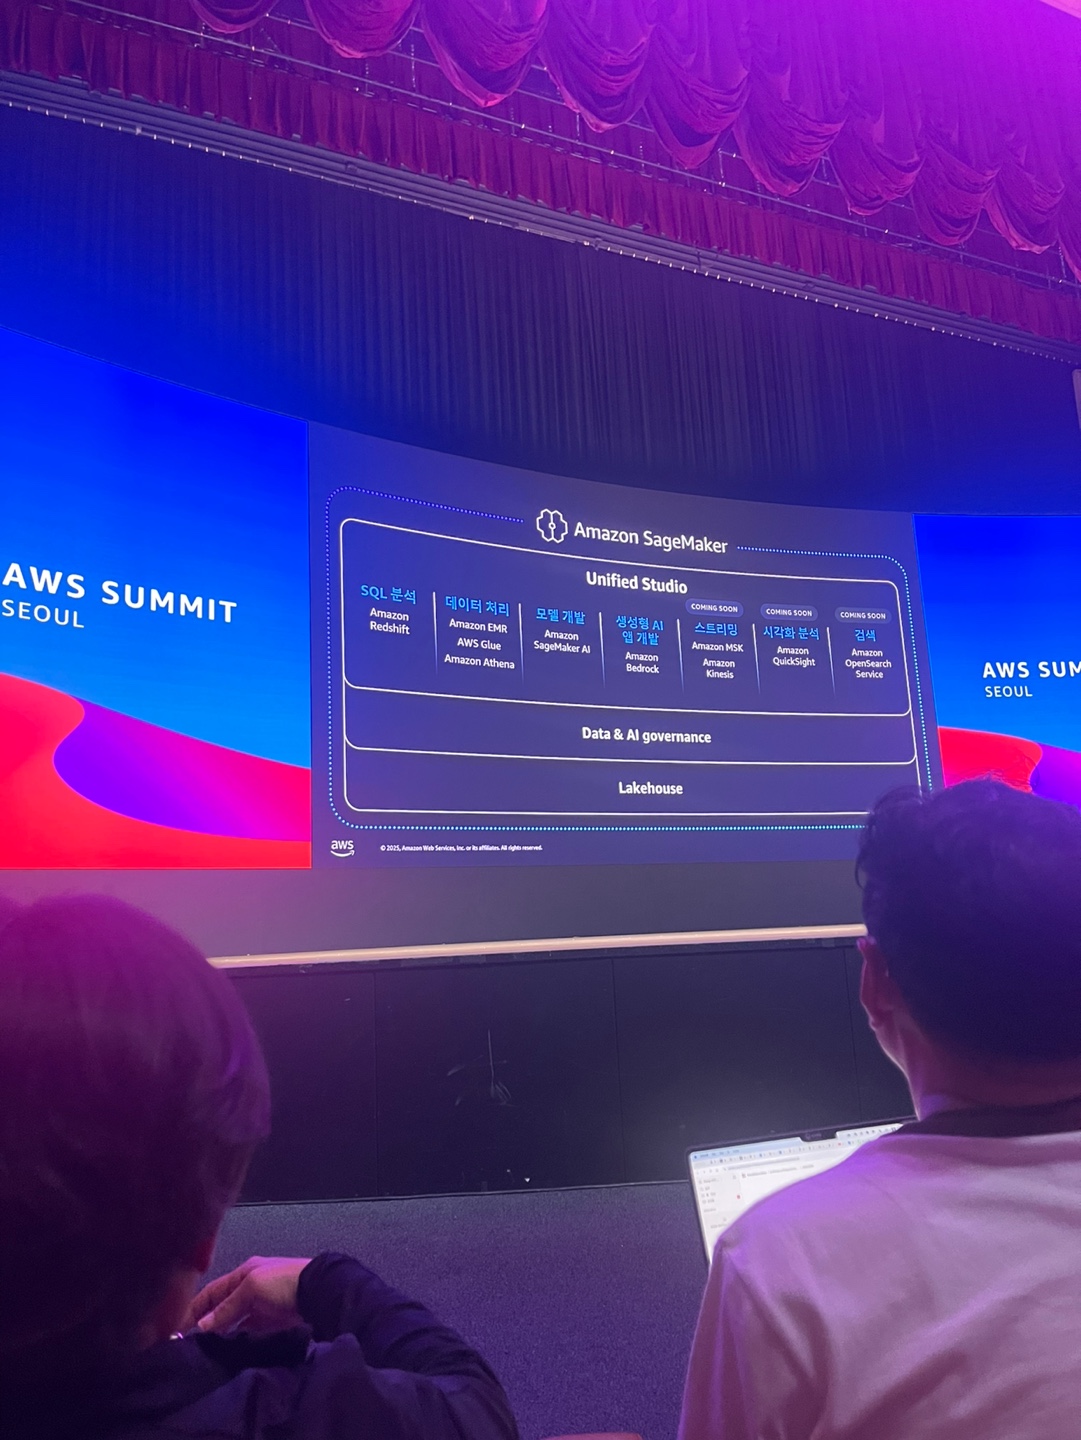 AWS SUMMIT
SEOUL
Amazon SageMaker
Unified Studio
SQL 분석
Amazon
Redshift
데이터 처리
Amazon EMR
AWS Glue
Amazon Athena
모델 개발
Amazon
SageMaker AI
생성형 AI
앱 개발
Amazon
Bedrock
COMING SOON
스트리밍
Amazon MSK
Amazon
Kinesis
COMING SOON
시각화 분석
Amazon
QuickSight
COMING SOON
검색
Amazon
OpenSearch
Service
Data & AI governance
Lakehouse
aws
© 2025, Amazon Web Services, Inc. or its affiliates. All rights reserved.
AWS SUM
SEOUL